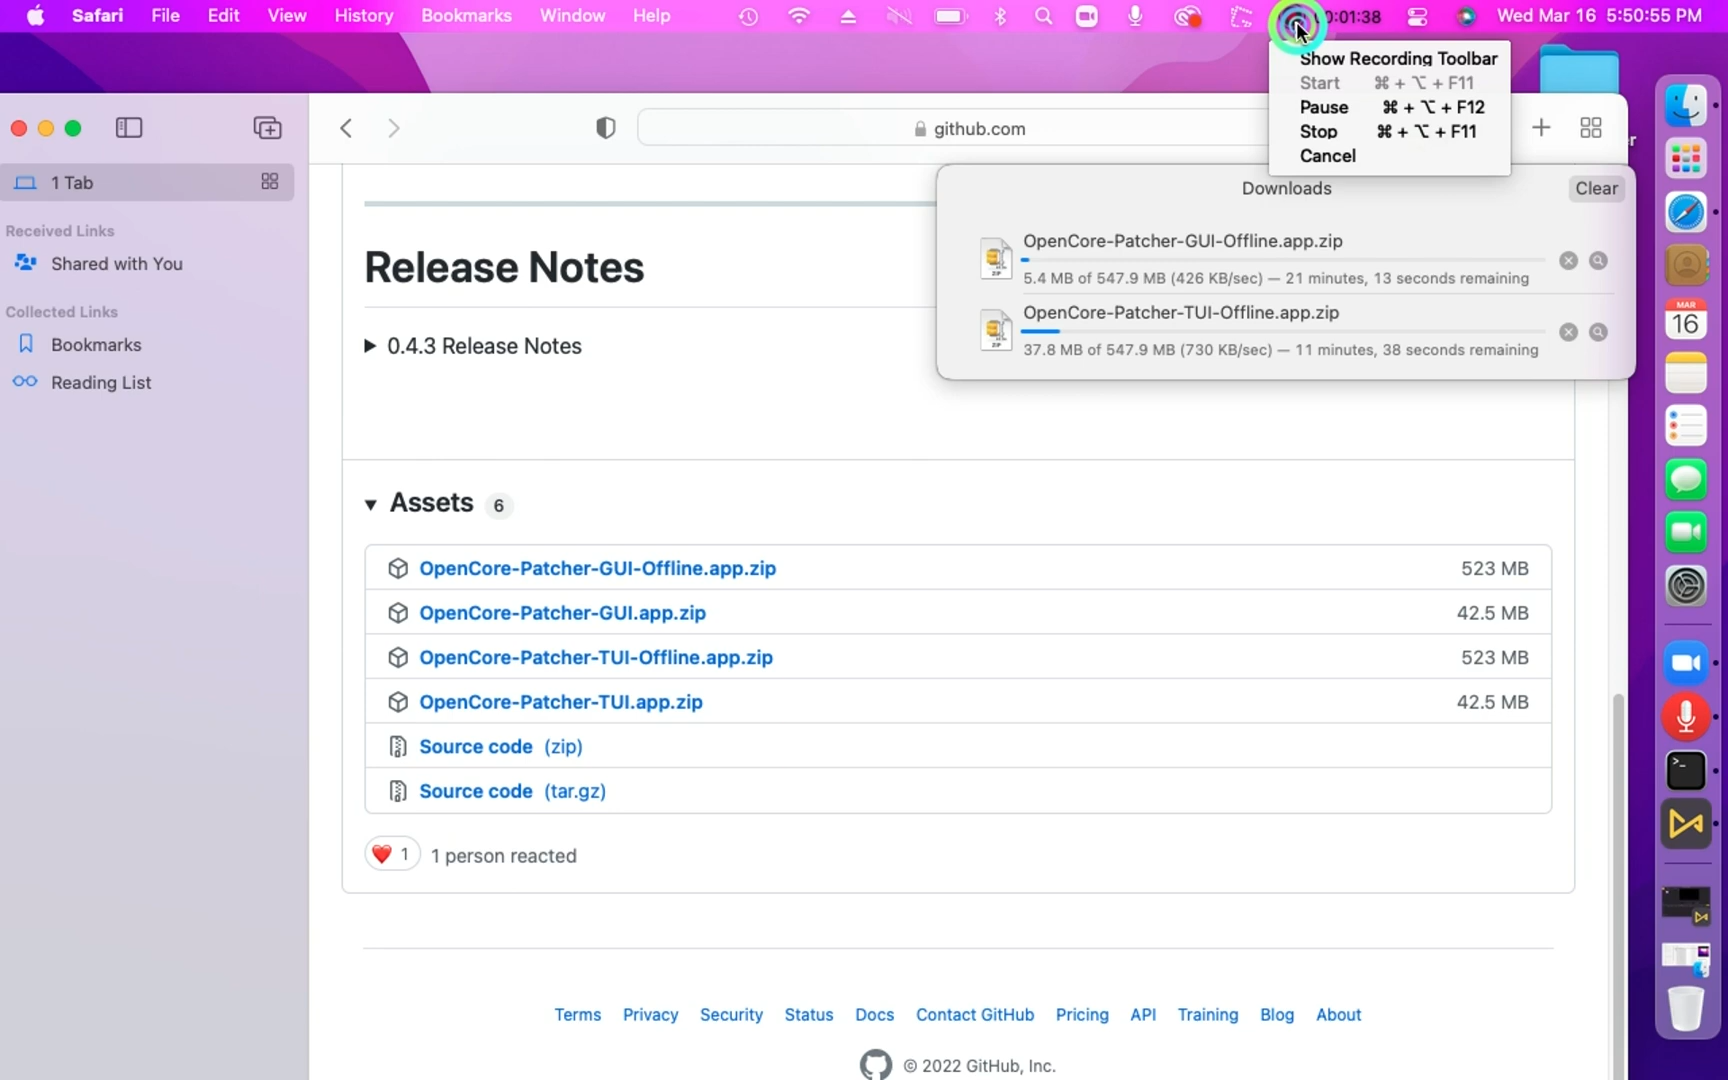 Safari File Edit View History Bookmarks Window Help
0:01:38 Wed Mar 16 5:50:55 PM
Show Recording Toolbar
Start ⌘ + ⌥ + F11
Pause ⌘ + ⌥ + F12
Stop ⌘ + ⌥ + F11
Cancel
github.com
1 Tab
Received Links
Shared with You
Collected Links
Bookmarks
Reading List
Downloads Clear
OpenCore-Patcher-GUI-Offline.app.zip
5.4 MB of 547.9 MB (426 KB/sec) — 21 minutes, 13 seconds remaining
OpenCore-Patcher-TUI-Offline.app.zip
37.8 MB of 547.9 MB (730 KB/sec) — 11 minutes, 38 seconds remaining
ZIP
ZIP
Release Notes
0.4.3 Release Notes
Assets 6
OpenCore-Patcher-GUI-Offline.app.zip 523 MB
OpenCore-Patcher-GUI.app.zip 42.5 MB
OpenCore-Patcher-TUI-Offline.app.zip 523 MB
OpenCore-Patcher-TUI.app.zip 42.5 MB
Source code (zip)
Source code (tar.gz)
❤️ 1 1 person reacted
Terms Privacy Security Status Docs Contact GitHub Pricing API Training Blog About
© 2022 GitHub, Inc.
MAR
16